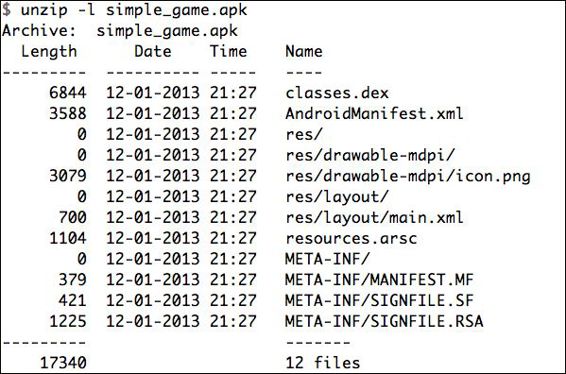 $ unzip -l simple_game.apk
Archive:  simple_game.apk
  Length     Date   Time    Name
---------  ---------- -----   ----
     6844  12-01-2013 21:27   classes.dex
     3588  12-01-2013 21:27   AndroidManifest.xml
        0  12-01-2013 21:27   res/
        0  12-01-2013 21:27   res/drawable-mdpi/
     3079  12-01-2013 21:27   res/drawable-mdpi/icon.png
        0  12-01-2013 21:27   res/layout/
      700  12-01-2013 21:27   res/layout/main.xml
     1104  12-01-2013 21:27   resources.arsc
        0  12-01-2013 21:27   META-INF/
      379  12-01-2013 21:27   META-INF/MANIFEST.MF
      421  12-01-2013 21:27   META-INF/SIGNFILE.SF
     1225  12-01-2013 21:27   META-INF/SIGNFILE.RSA
---------                     -------
    17340                     12 files